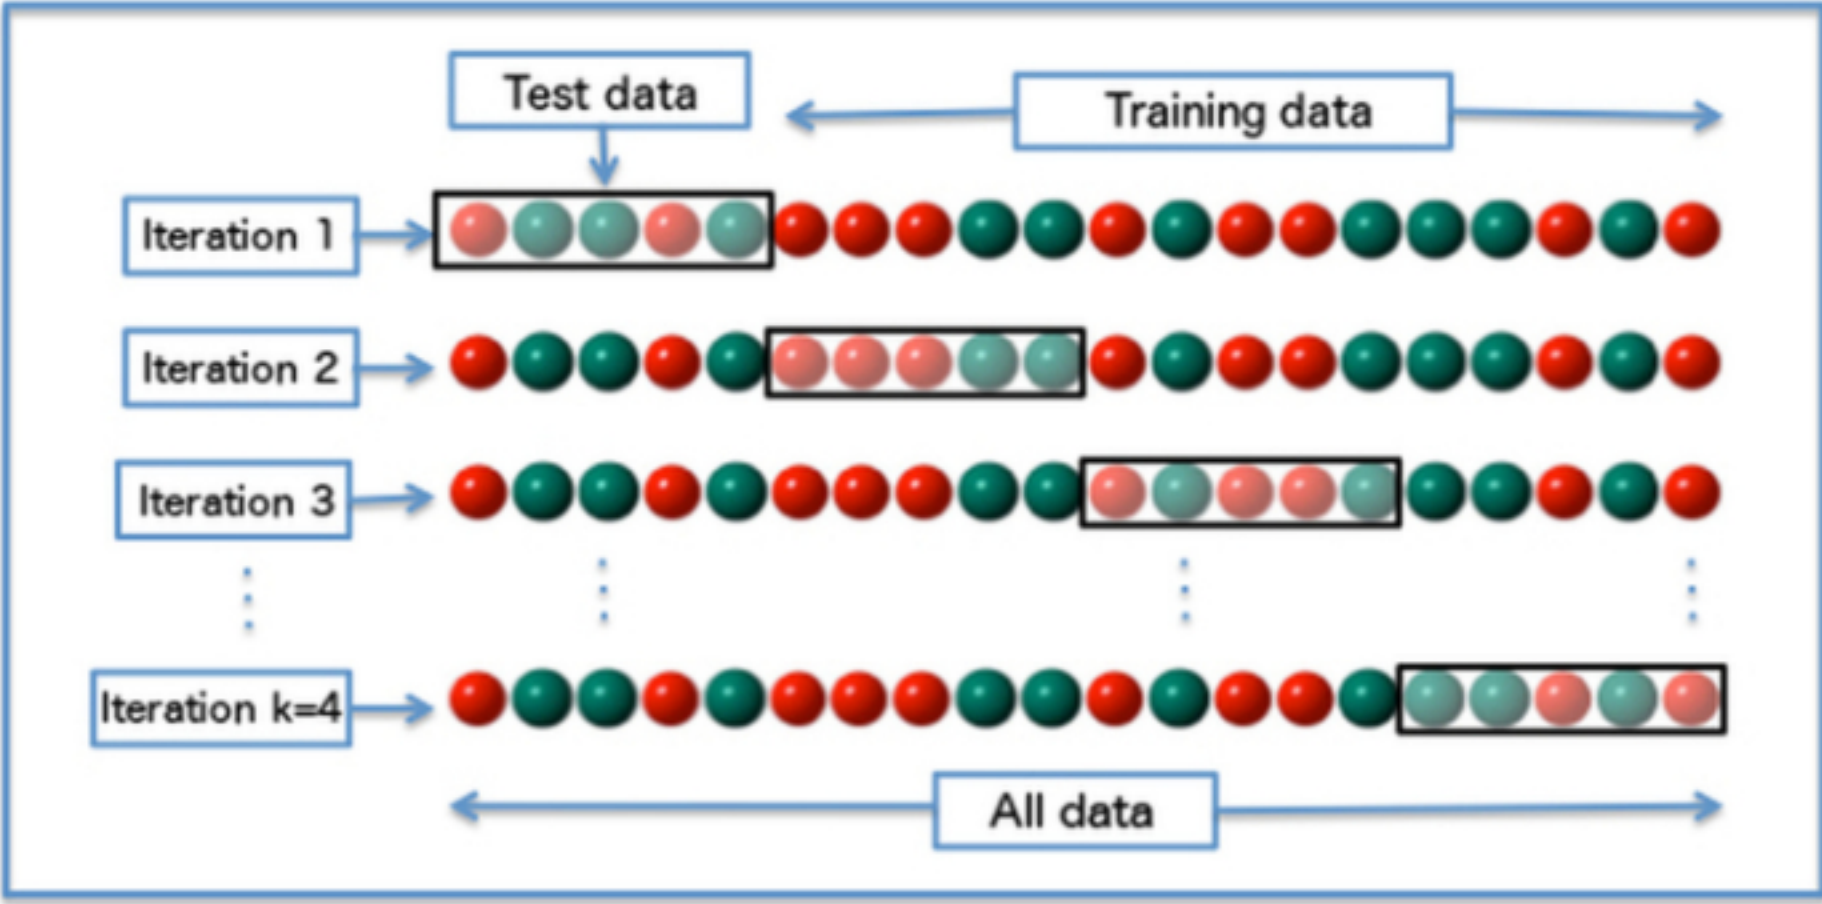 Test data
Training data
Iteration 1
Iteration 2
Iteration 3
Iteration k=4
All data